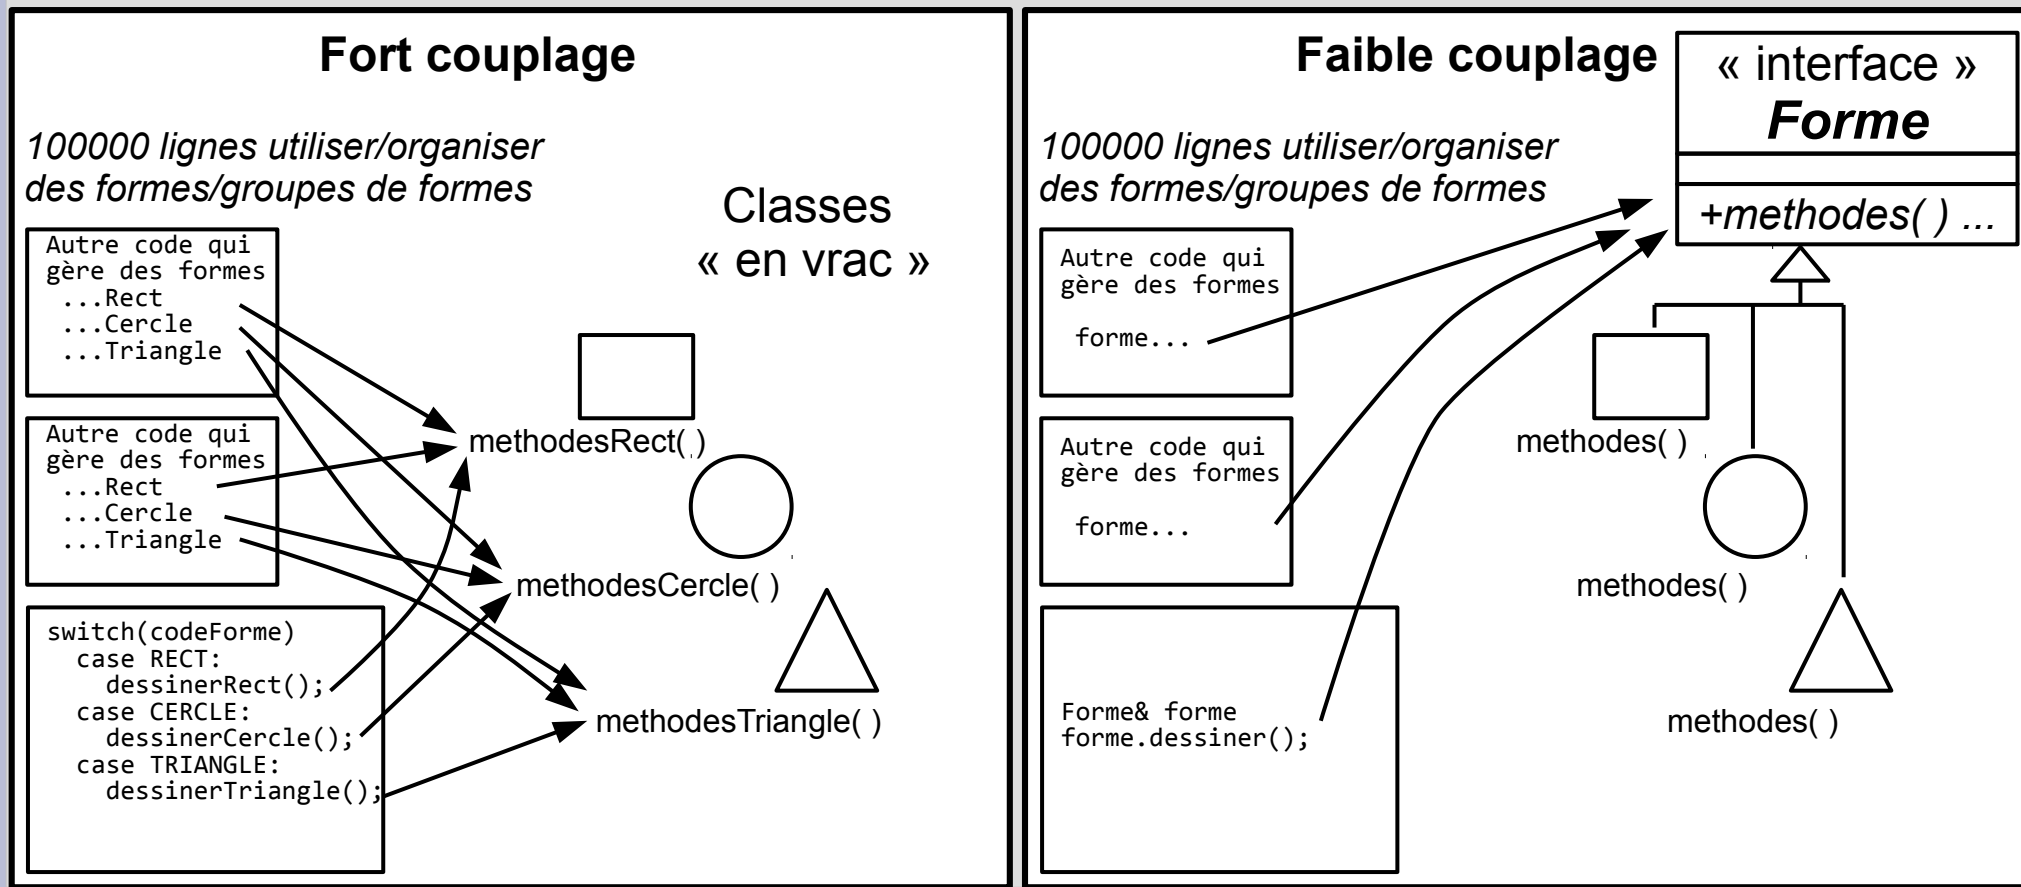 Fort couplage
100000 lignes utiliser/organiser
des formes/groupes de formes
Classes
« en vrac »
Autre code qui
gère des formes
...Rect
...Cercle
...Triangle
Autre code qui
gère des formes
...Rect
...Cercle
...Triangle
switch(codeForme)
case RECT:
dessinerRect();
case CERCLE:
dessinerCercle();
case TRIANGLE:
dessinerTriangle();
methodesRect( )
methodesCercle( )
methodesTriangle( )
Faible couplage
« interface »
Forme
+methodes( ) ...
100000 lignes utiliser/organiser
des formes/groupes de formes
Autre code qui
gère des formes
forme...
Autre code qui
gère des formes
forme...
Forme& forme
forme.dessiner();
methodes( )
methodes( )
methodes( )